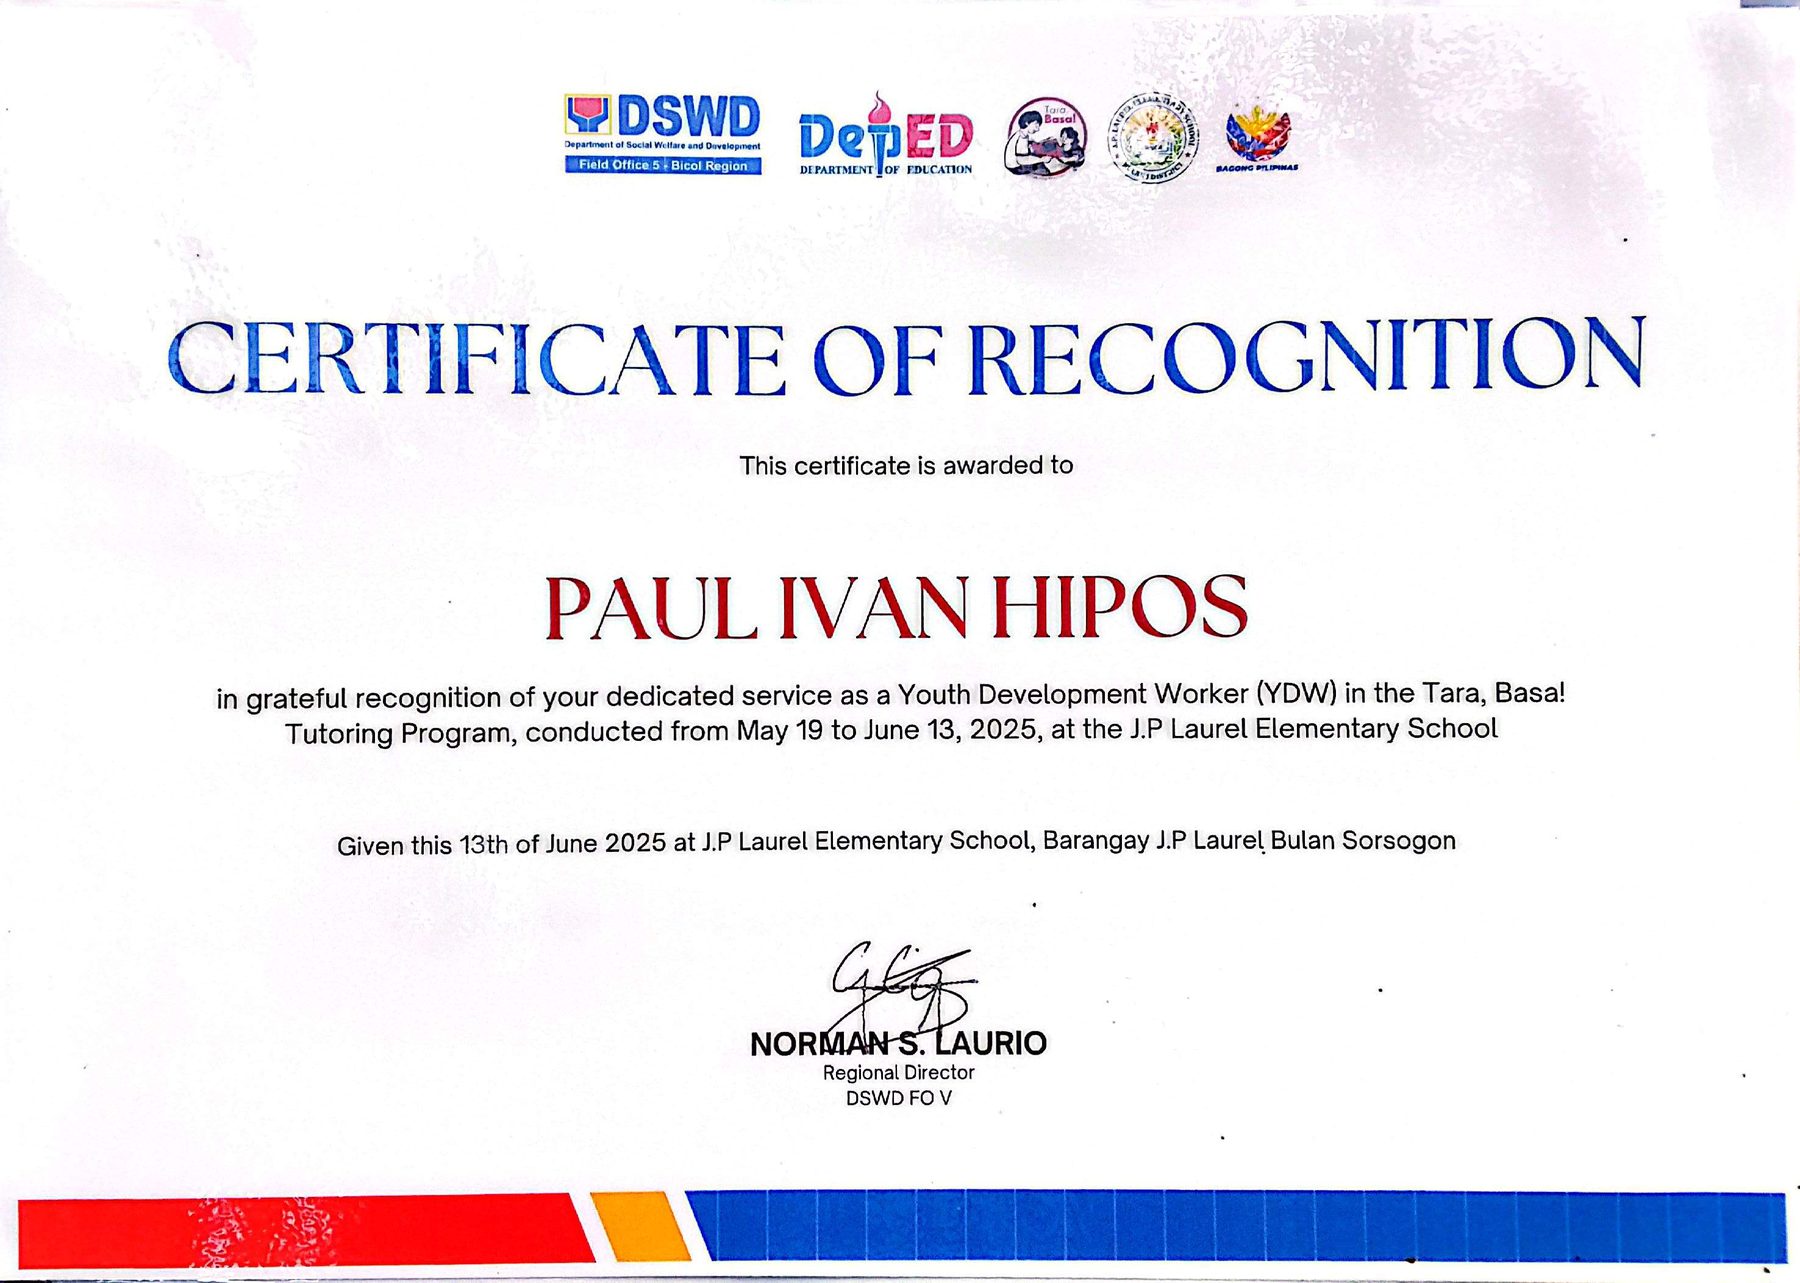 DSWD
Department of Social Welfare and Development
Field Office 5 - Bicol Region
DepED
DEPARTMENT OF EDUCATION
Tara
Basa!
J.P. LAUREL ELEMENTARY SCHOOL
DISTRICT
BAGONG PILIPINAS
CERTIFICATE OF RECOGNITION
This certificate is awarded to
PAUL IVAN HIPOS
in grateful recognition of your dedicated service as a Youth Development Worker (YDW) in the Tara, Basa!
Tutoring Program, conducted from May 19 to June 13, 2025, at the J.P Laurel Elementary School
Given this 13th of June 2025 at J.P Laurel Elementary School, Barangay J.P Laurel, Bulan Sorsogon
NORMAN S. LAURIO
Regional Director
DSWD FO V